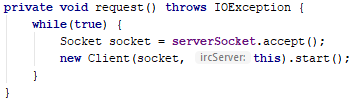 private void request() throws IOException {
while(true) {
Socket socket = serverSocket.accept();
new Client(socket, ircServer: this).start();
}
}